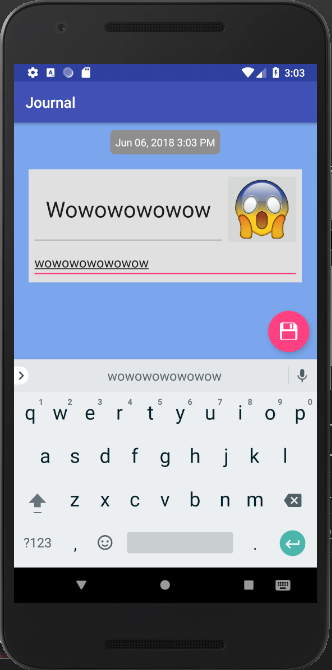 3:03
Journal
Jun 06, 2018 3:03 PM
Wowowowowow
wowowowowowow
wowowowowowow
1 2 3 4 5 6 7 8 9 0
q w e r t y u i o p
a s d f g h j k l
z x c v b n m
?123 , .